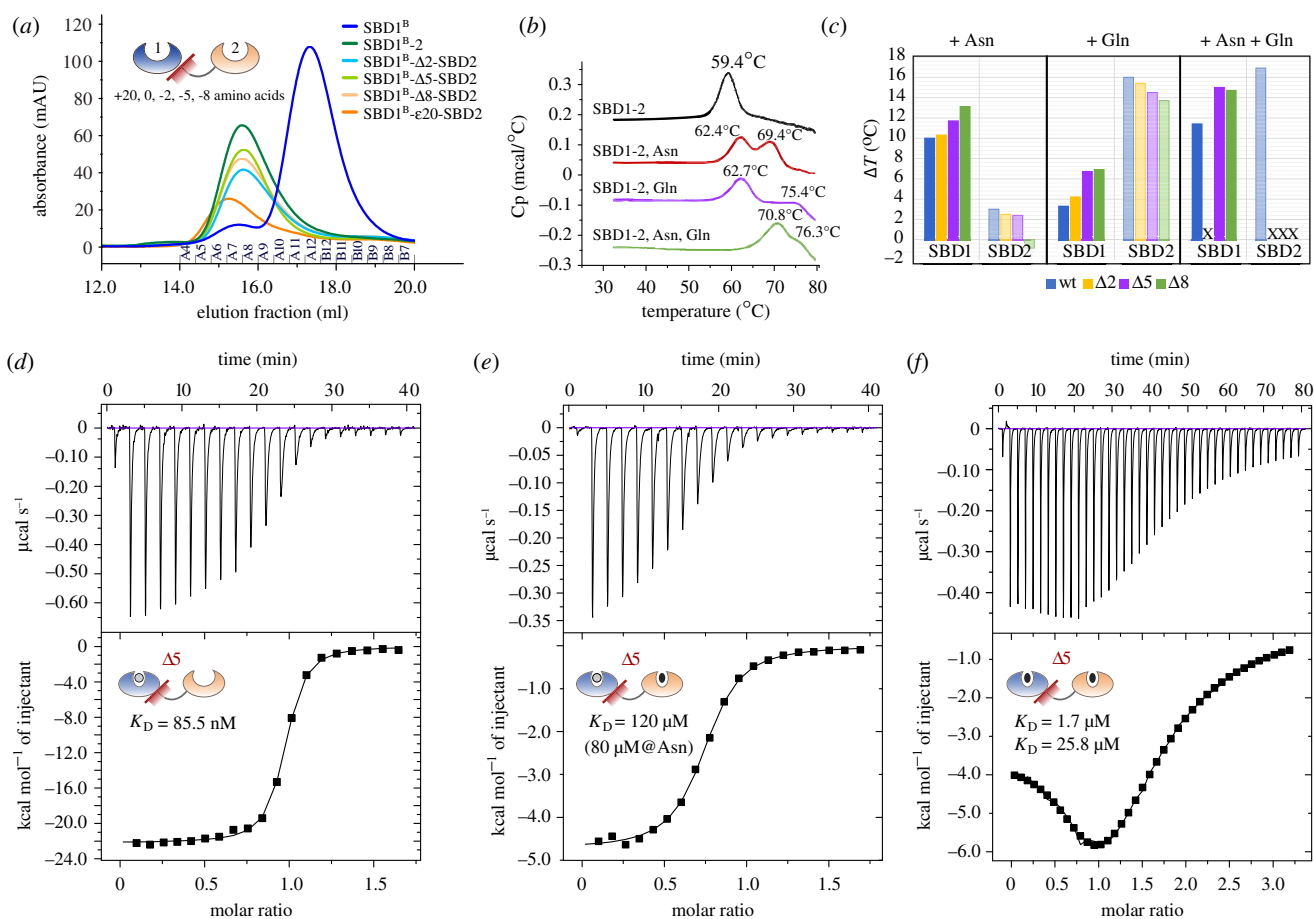 (a)
120
100
80
60
40
20
0
absorbance (mAU)
1
2
+20, 0, -2, -5, -8 amino acids
SBD1ᴮ
SBD1ᴮ-2
SBD1ᴮ-Δ2-SBD2
SBD1ᴮ-Δ5-SBD2
SBD1ᴮ-Δ8-SBD2
SBD1ᴮ-ε20-SBD2
A4 A5 A6 A7 A8 A9 A10 A11 A12 B12 B11 B10 B9 B8 B7
12.0 14.0 16.0 18.0 20.0
elution fraction (ml)
(b)
Cp (mcal/°C)
0.3
0.2
0.1
0
–0.1
–0.2
–0.3
59.4°C
SBD1-2
62.4°C 69.4°C
SBD1-2, Asn
62.7°C
75.4°C
SBD1-2, Gln
70.8°C
76.3°C
SBD1-2, Asn, Gln
30 40 50 60 70 80
temperature (°C)
(c)
+ Asn + Gln + Asn + Gln
ΔT (°C)
18
16
14
12
10
8
6
4
2
0
–2
X XXX
SBD1 SBD2 SBD1 SBD2 SBD1 SBD2
wt Δ2 Δ5 Δ8
(d)
time (min)
0 10 20 30 40
µcal s⁻¹
0
–0.10
–0.20
–0.30
–0.40
–0.50
–0.60
kcal mol⁻¹ of injectant
0
–4.0
–8.0
–12.0
–16.0
–20.0
–24.0
Δ5
K_D = 85.5 nM
0 0.5 1.0 1.5
molar ratio
(e)
time (min)
0 10 20 30 40
µcal s⁻¹
0
–0.05
–0.10
–0.15
–0.20
–0.25
–0.30
–0.35
kcal mol⁻¹ of injectant
–1.0
–2.0
–3.0
–4.0
–5.0
Δ5
K_D = 120 µM
(80 µM@Asn)
0 0.5 1.0 1.5
molar ratio
(f)
time (min)
0 10 20 30 40 50 60 70 80
µcal s⁻¹
0
–0.10
–0.20
–0.30
–0.40
kcal mol⁻¹ of injectant
–1.0
–2.0
–3.0
–4.0
–5.0
–6.0
Δ5
K_D = 1.7 µM
K_D = 25.8 µM
0 0.5 1.0 1.5 2.0 2.5 3.0
molar ratio